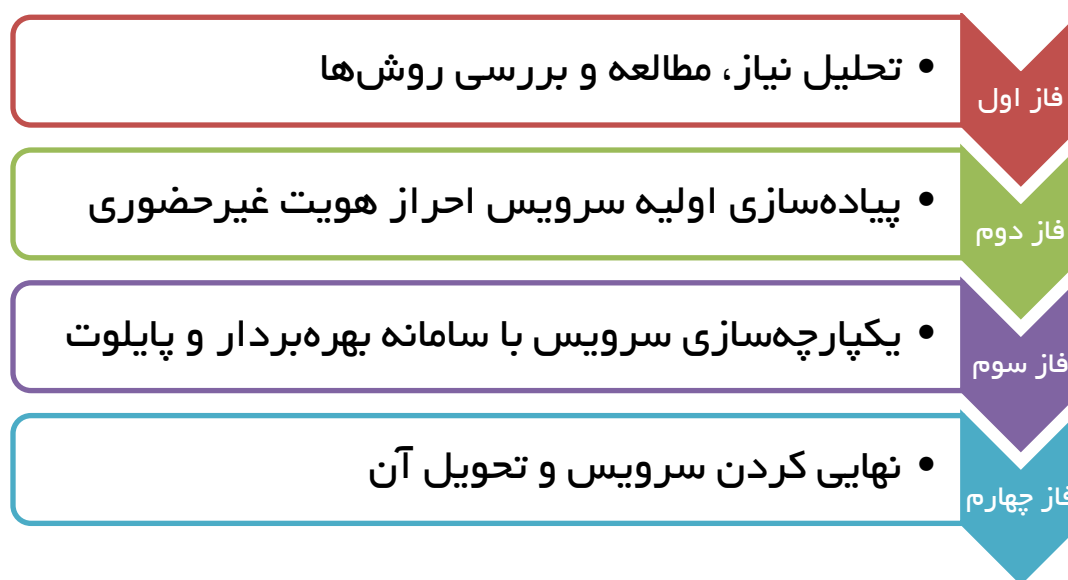 فاز اول
• تحلیل نیاز، مطالعه و بررسی روش‌ها
فاز دوم
• پیاده‌سازی اولیه سرویس احراز هویت غیرحضوری
فاز سوم
• یکپارچه‌سازی سرویس با سامانه بهره‌بردار و پایلوت
فاز چهارم
• نهایی کردن سرویس و تحویل آن